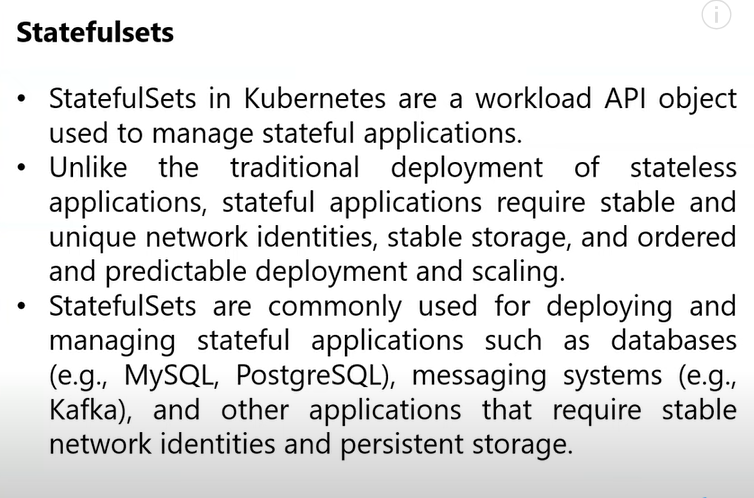 Statefulsets
• StatefulSets in Kubernetes are a workload API object
used to manage stateful applications.
• Unlike the traditional deployment of stateless
applications, stateful applications require stable and
unique network identities, stable storage, and ordered
and predictable deployment and scaling.
• StatefulSets are commonly used for deploying and
managing stateful applications such as databases
(e.g., MySQL, PostgreSQL), messaging systems (e.g.,
Kafka), and other applications that require stable
network identities and persistent storage.